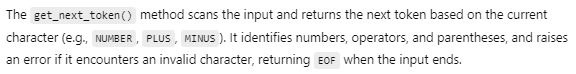 The get_next_token() method scans the input and returns the next token based on the current
character (e.g., NUMBER, PLUS, MINUS). It identifies numbers, operators, and parentheses, and raises
an error if it encounters an invalid character, returning EOF when the input ends.